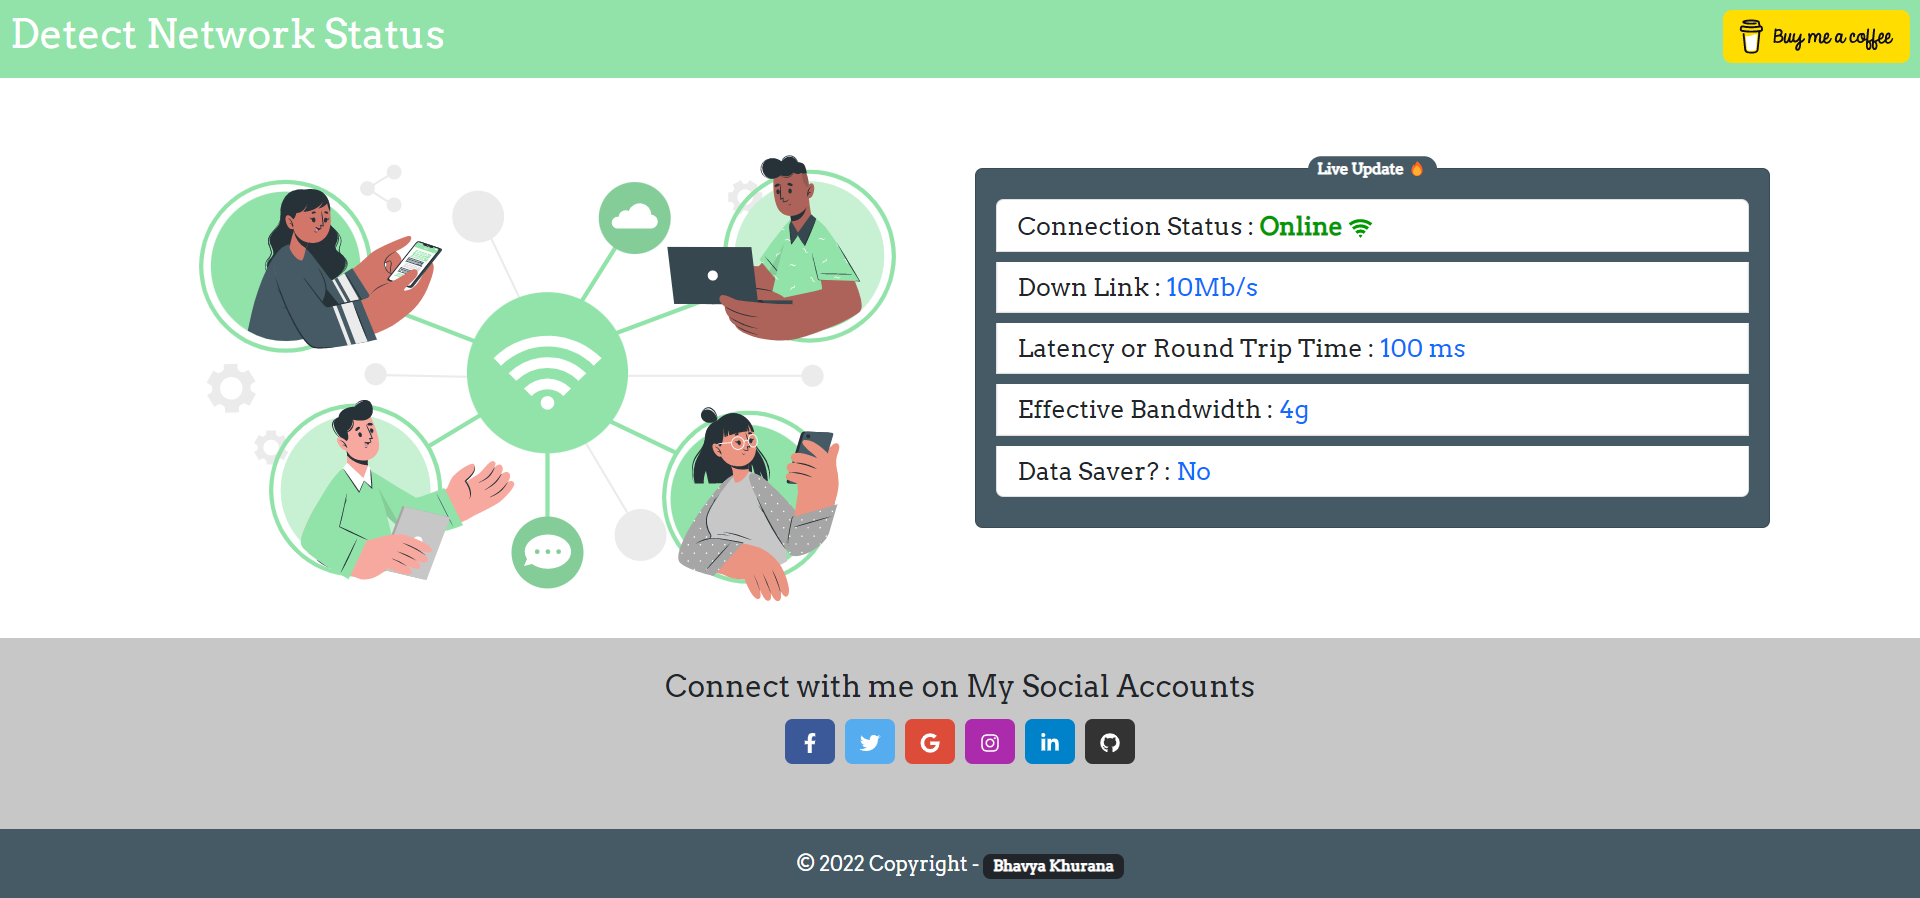 Detect Network Status
Buy me a coffee
Live Update
Connection Status : Online
Down Link : 10Mb/s
Latency or Round Trip Time : 100 ms
Effective Bandwidth : 4g
Data Saver? : No
Connect with me on My Social Accounts
© 2022 Copyright - Bhavya Khurana